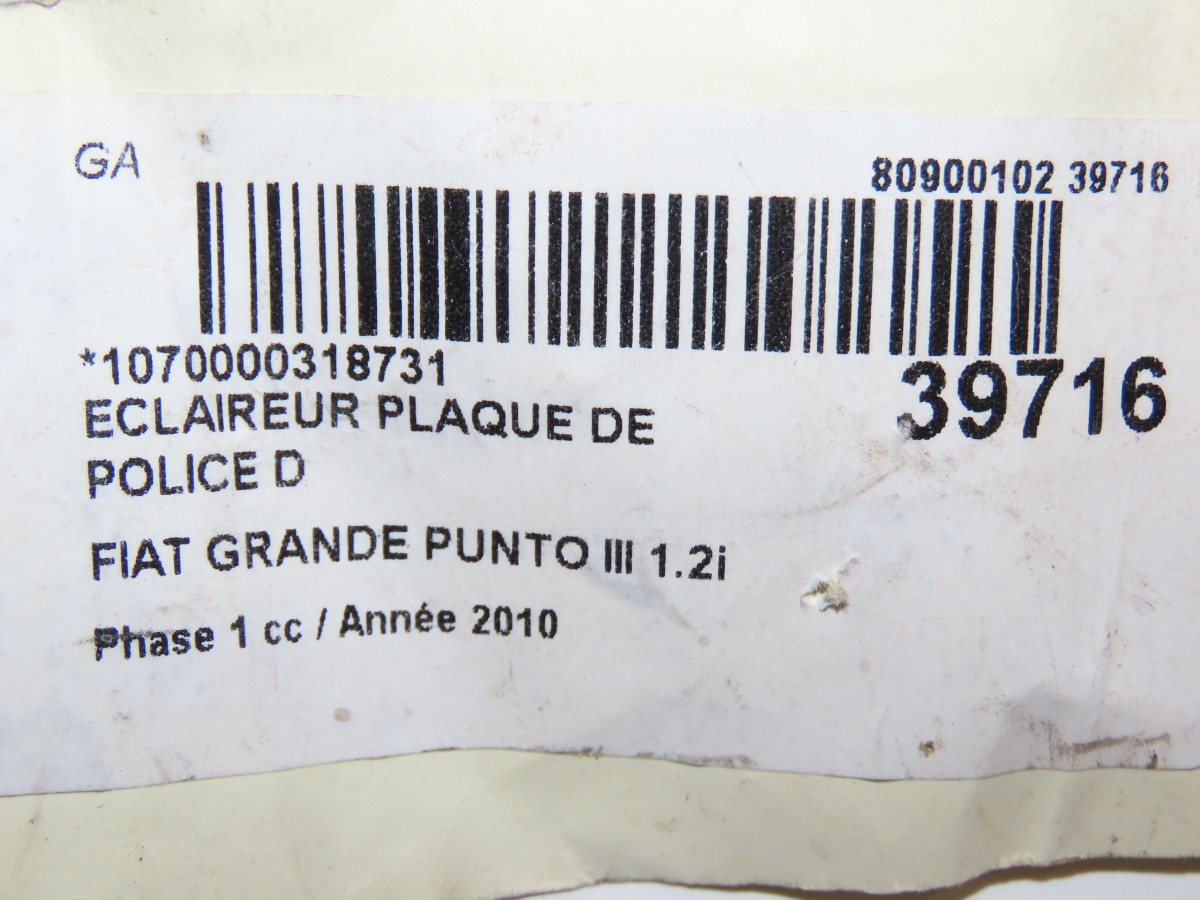 GA
80900102 39716
*1070000318731
39716
ECLAIREUR PLAQUE DE
POLICE D
FIAT GRANDE PUNTO III 1.2i
Phase 1 cc / Année 2010